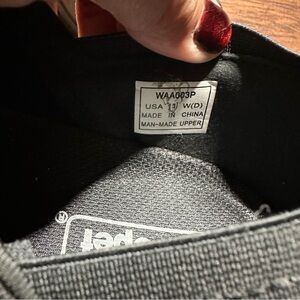 WAA003P
USA 11 W(D)
MADE IN CHINA
MAN-MADE UPPER
®